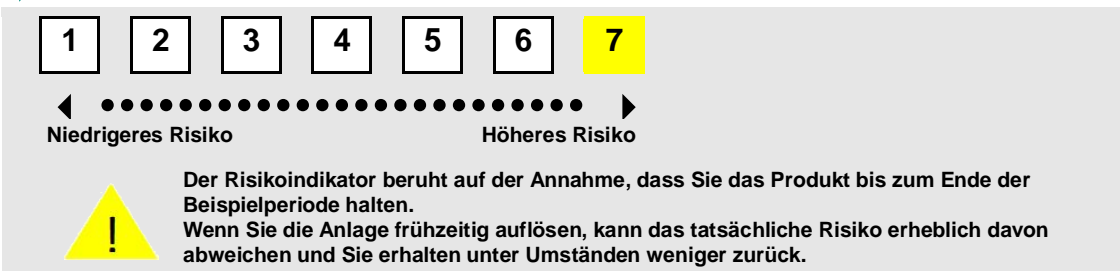 1 2 3 4 5 6 7
Niedrigeres Risiko Höheres Risiko
Der Risikoindikator beruht auf der Annahme, dass Sie das Produkt bis zum Ende der
Beispielperiode halten.
Wenn Sie die Anlage frühzeitig auflösen, kann das tatsächliche Risiko erheblich davon
abweichen und Sie erhalten unter Umständen weniger zurück.
!